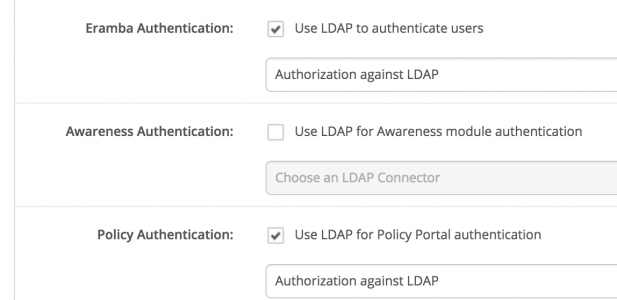 Eramba Authentication: Use LDAP to authenticate users
Authorization against LDAP
Awareness Authentication: Use LDAP for Awareness module authentication
Choose an LDAP Connector
Policy Authentication: Use LDAP for Policy Portal authentication
Authorization against LDAP